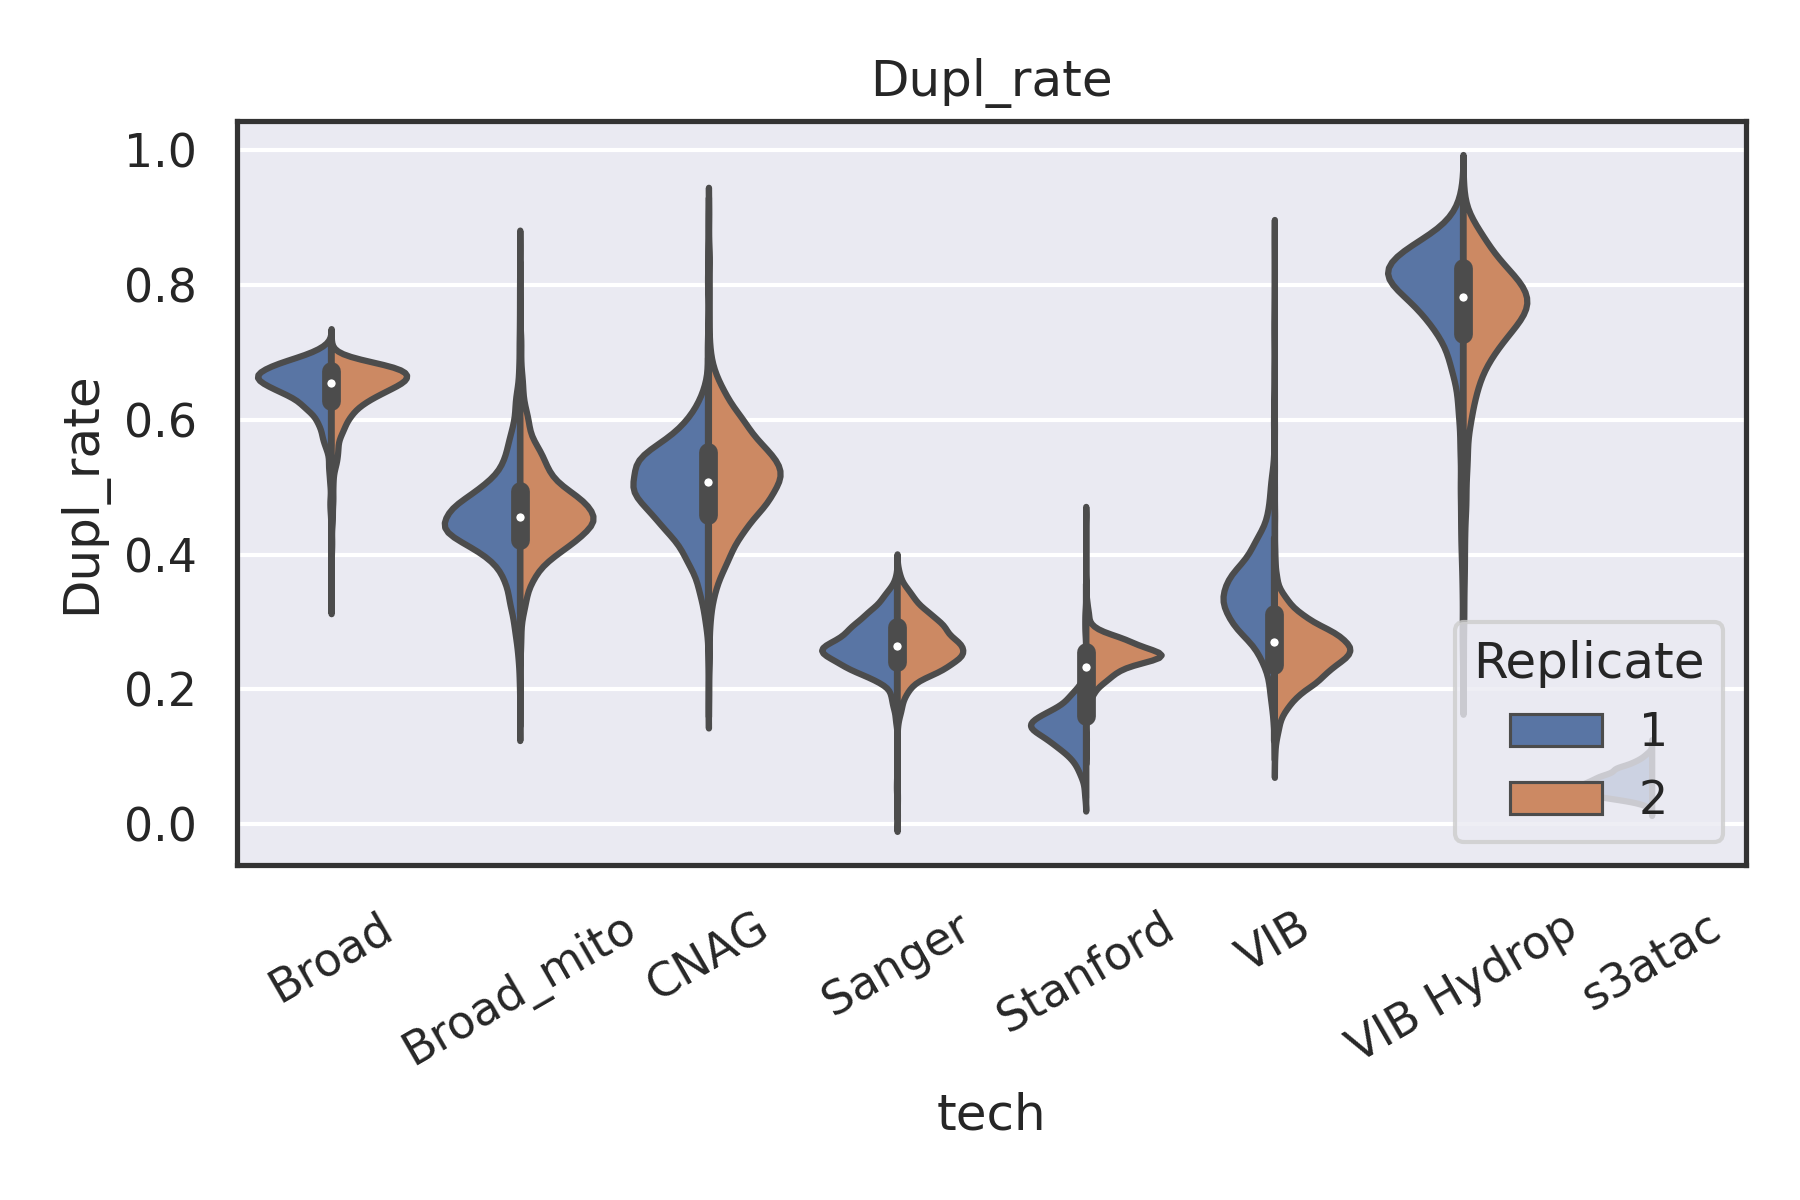 Dupl_rate
Dupl_rate
1.0
0.8
0.6
0.4
0.2
0.0
Replicate
1
2
Broad
Broad_mito
CNAG
Sanger
Stanford
VIB
VIB Hydrop
s3atac
tech